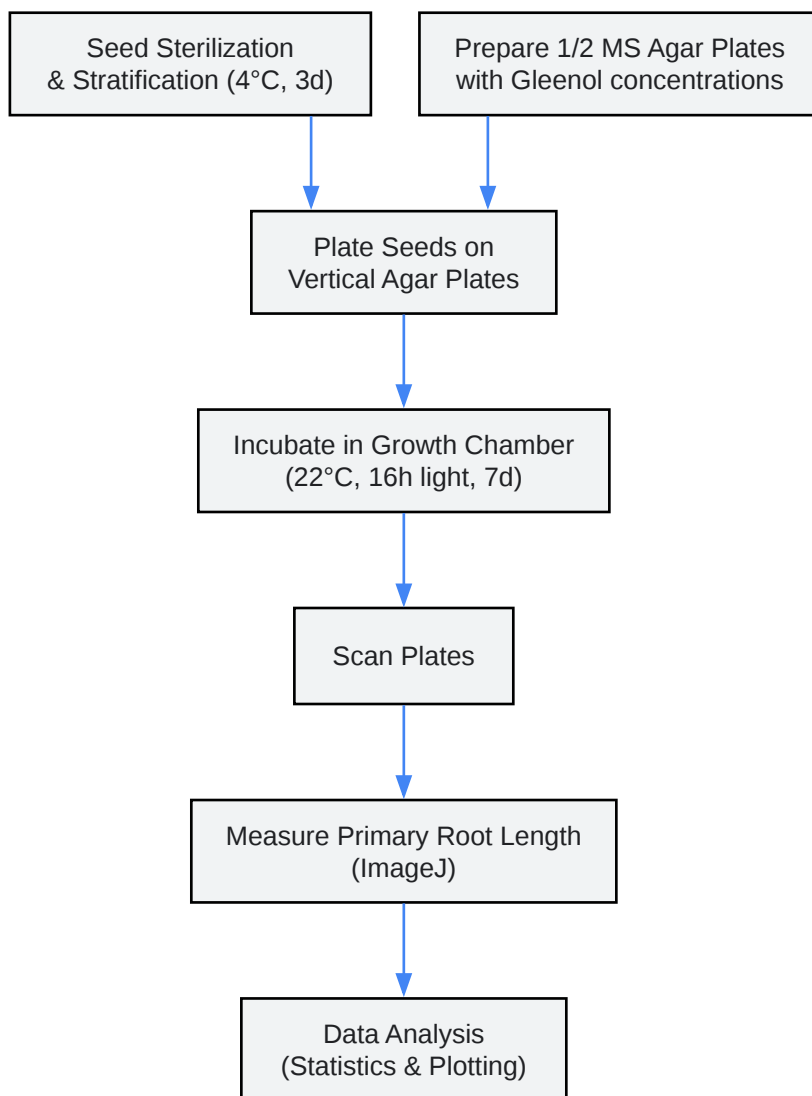 Seed Sterilization
& Stratification (4°C, 3d)
Prepare 1/2 MS Agar Plates
with Gleenol concentrations
Plate Seeds on
Vertical Agar Plates
Incubate in Growth Chamber
(22°C, 16h light, 7d)
Scan Plates
Measure Primary Root Length
(ImageJ)
Data Analysis
(Statistics & Plotting)